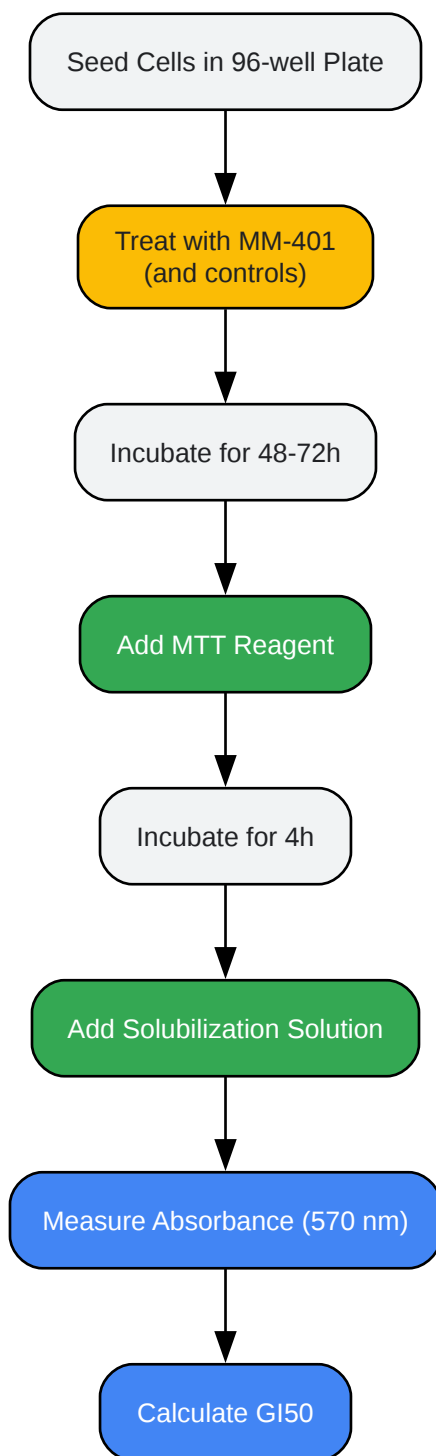 Seed Cells in 96-well Plate
Treat with MM-401
(and controls)
Incubate for 48-72h
Add MTT Reagent
Incubate for 4h
Add Solubilization Solution
Measure Absorbance (570 nm)
Calculate GI50